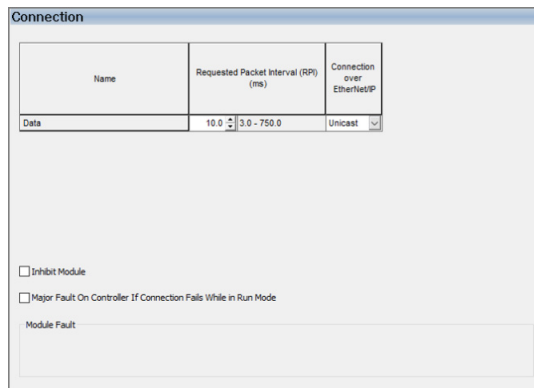 Connection
Name
Requested Packet Interval (RPI)
(ms)
Connection
over
EtherNet/IP
Data
10.0
3.0 - 750.0
Unicast
Inhibit Module
Major Fault On Controller If Connection Fails While in Run Mode
Module Fault